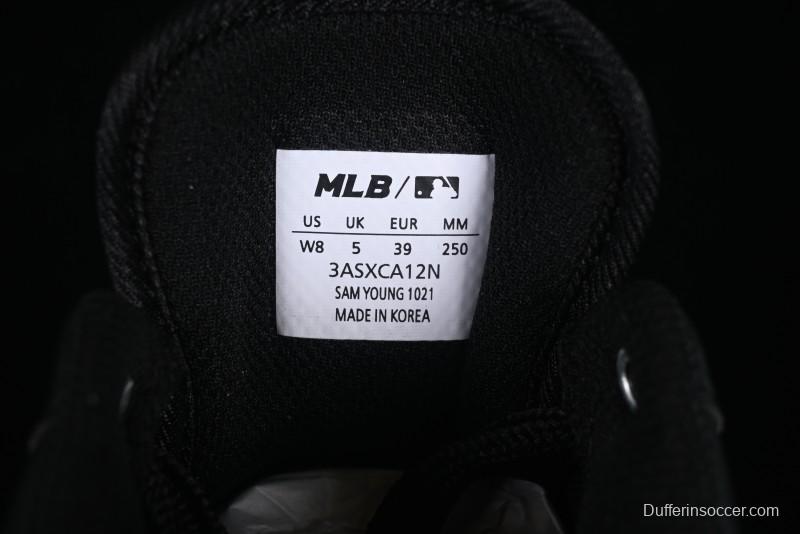 MLB /
US UK EUR MM
W8 5 39 250
3ASXCA12N
SAM YOUNG 1021
MADE IN KOREA
Dufferinsoccer.com